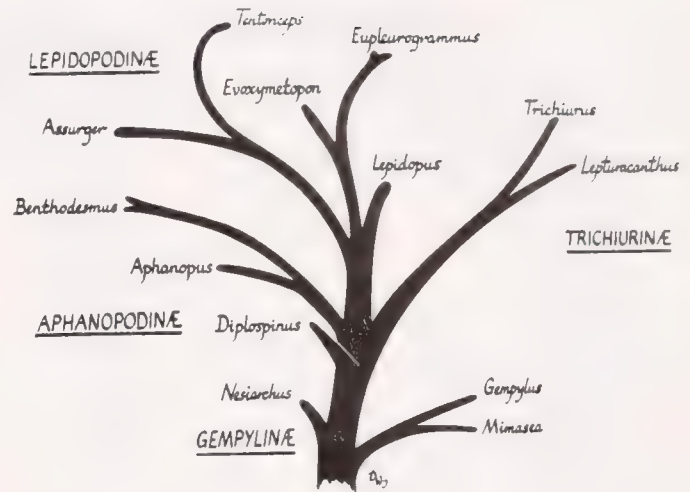 Tentoriceps
Eupleurogrammus
LEPIDOPODINÆ
Evoxymetopon
Trichiurus
Assurger
Lepidopus
Lepturacanthus
Benthodesmus
TRICHIURINÆ
Aphanopus
APHANOPODINÆ
Diplospinus
Nesiarchus
Gempylus
Mimasea
GEMPYLINÆ